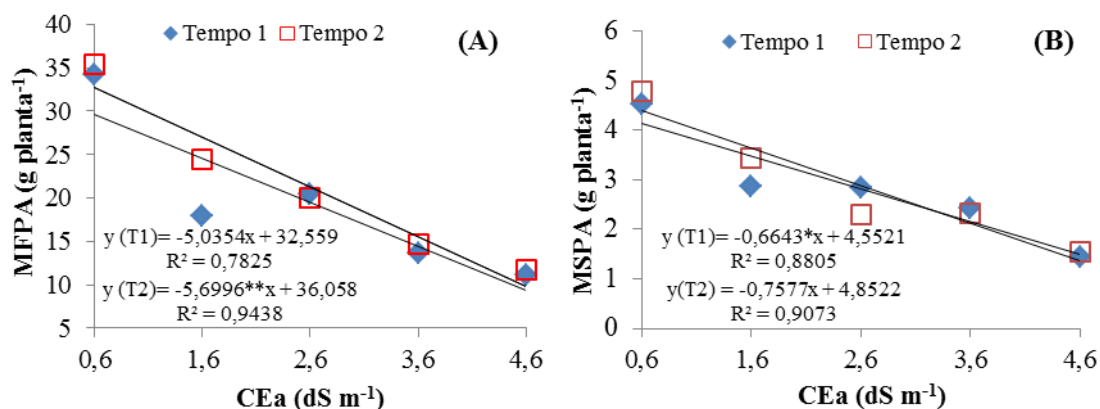 MFPA (g planta⁻¹)
40
35
30
25
20
15
10
5
Tempo 1 Tempo 2
(A)
y (T1)= -5,0354x + 32,559
R² = 0,7825
y (T2)= -5,6996**x + 36,058
R² = 0,9438
0,6 1,6 2,6 3,6 4,6
CEa (dS m⁻¹)
MSPA (g planta⁻¹)
6
5
4
3
2
1
0
Tempo 1 Tempo 2
(B)
y (T1)= -0,6643*x + 4,5521
R² = 0,8805
y(T2) = -0,7577x + 4,8522
R² = 0,9073
0,6 1,6 2,6 3,6 4,6
CEa (dS m⁻¹)